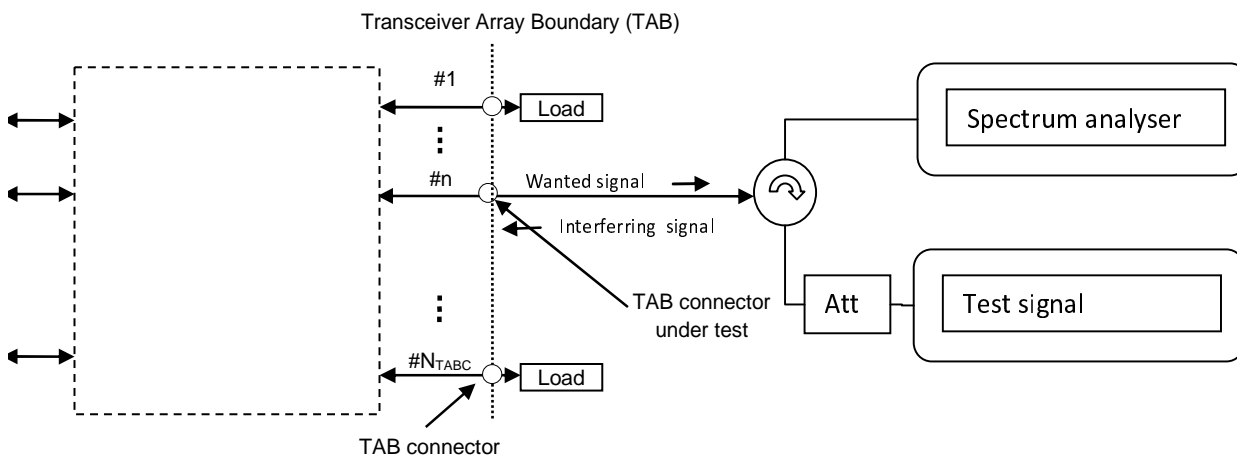 Transceiver Array Boundary (TAB)
#1
Load
Spectrum analyser
#n
Wanted signal
Interferring signal
TAB connector
under test
Att
Test signal
#NTABC
Load
TAB connector